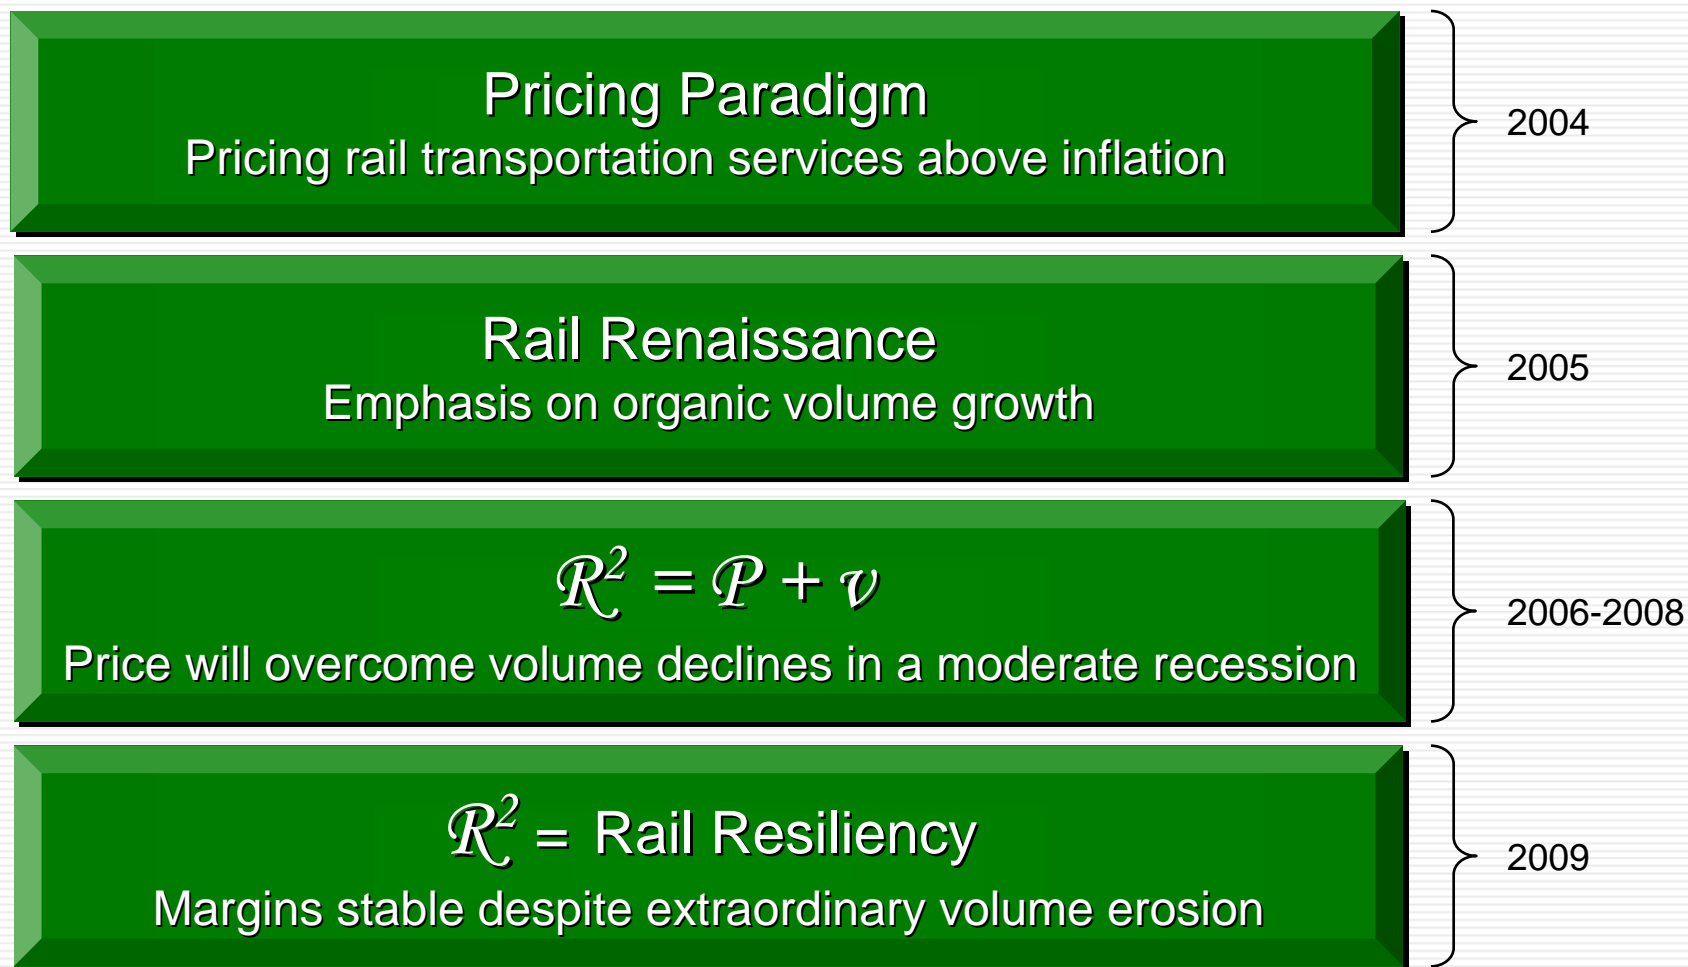 Pricing Paradigm
Pricing rail transportation services above inflation
2004
Rail Renaissance
Emphasis on organic volume growth
2005
ℛ² = 𝒫 + 𝓋
Price will overcome volume declines in a moderate recession
2006-2008
ℛ² = Rail Resiliency
Margins stable despite extraordinary volume erosion
2009